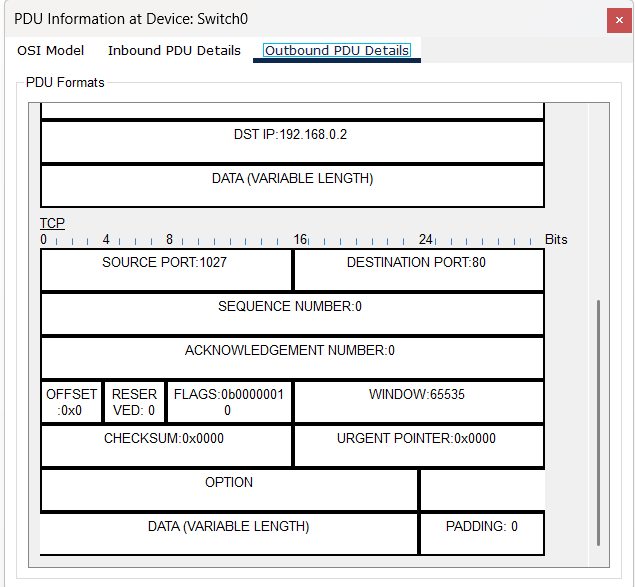 PDU Information at Device: Switch0
OSI Model Inbound PDU Details Outbound PDU Details
PDU Formats
DST IP:192.168.0.2
DATA (VARIABLE LENGTH)
TCP
0 4 8 16 24 Bits
SOURCE PORT:1027 DESTINATION PORT:80
SEQUENCE NUMBER:0
ACKNOWLEDGEMENT NUMBER:0
OFFSET RESER FLAGS:0b0000001 WINDOW:65535
:0x0 VED: 0 0
CHECKSUM:0x0000 URGENT POINTER:0x0000
OPTION
DATA (VARIABLE LENGTH) PADDING: 0